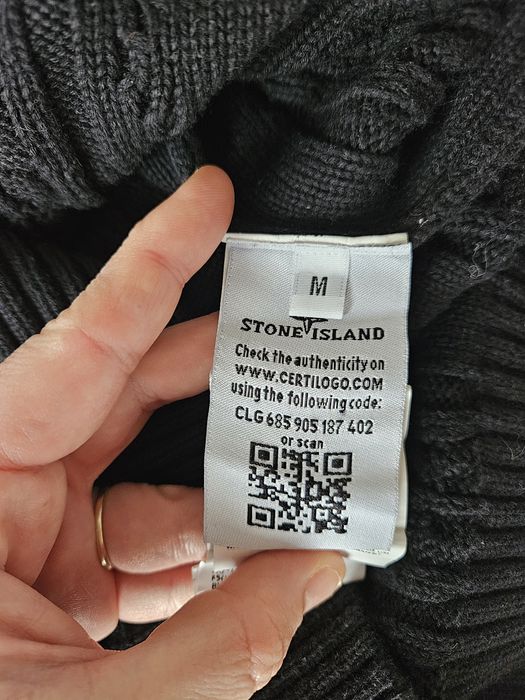 M
STONE ISLAND
Check the authenticity on
WWW.CERTILOGO.COM
using the following code:
CLG 685 905 187 402
or scan